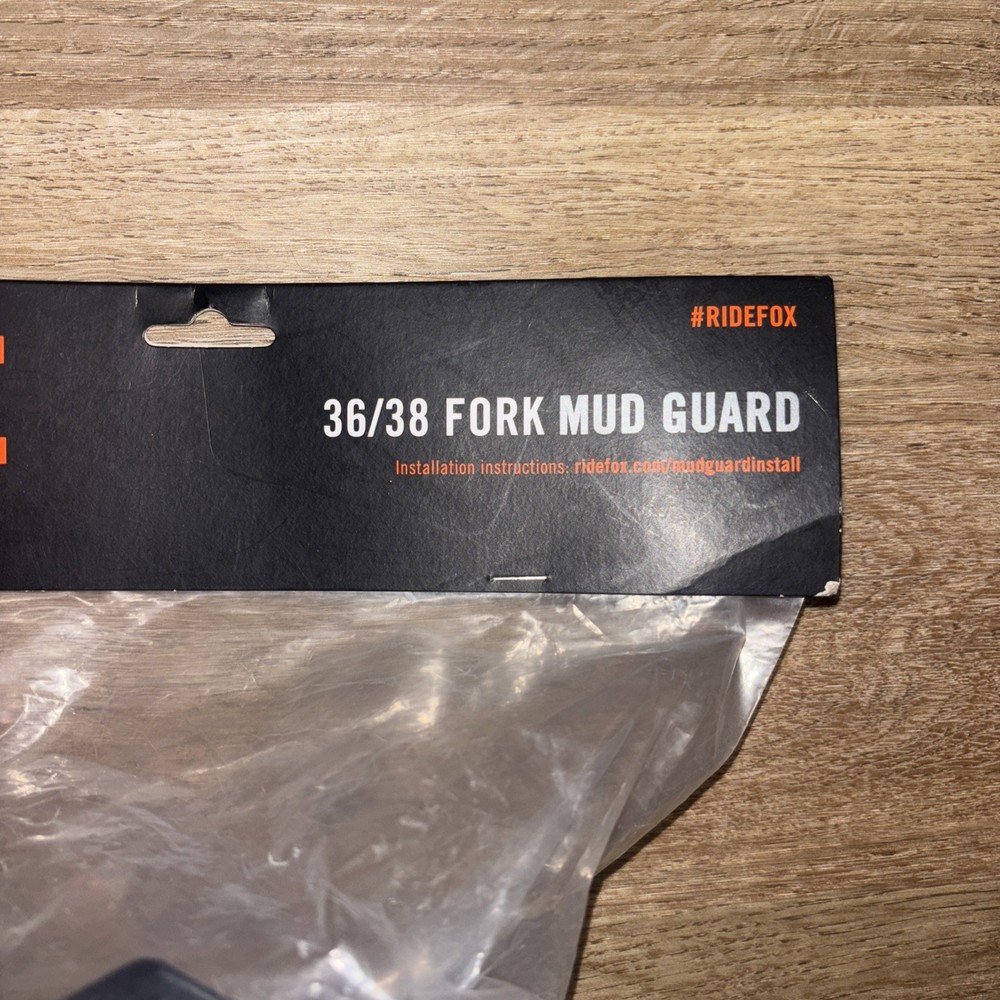 #RIDEFOX
36/38 FORK MUD GUARD
Installation instructions: ridefox.com/mudguardinstall